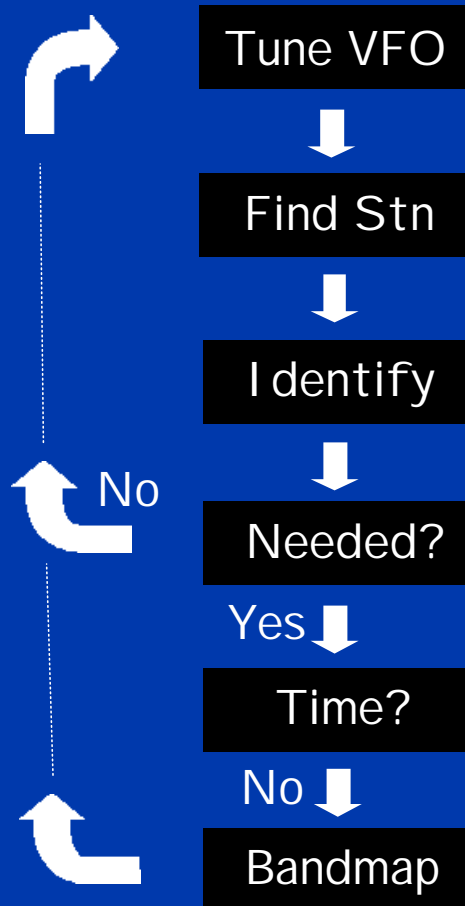 Tune VFO
Find Stn
Identify
No
Needed?
Yes
Time?
No
Bandmap